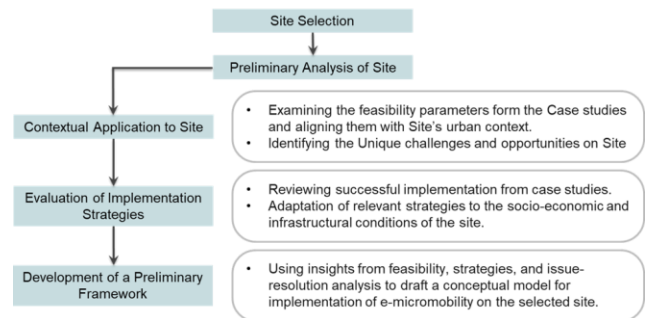 Site Selection
Preliminary Analysis of Site
Contextual Application to Site
• Examining the feasibility parameters form the Case studies
and aligning them with Site's urban context.
• Identifying the Unique challenges and opportunities on Site
Evaluation of Implementation
Strategies
• Reviewing successful implementation from case studies.
• Adaptation of relevant strategies to the socio-economic and
infrastructural conditions of the site.
Development of a Preliminary
Framework
• Using insights from feasibility, strategies, and issue-
resolution analysis to draft a conceptual model for
implementation of e-micromobility on the selected site.